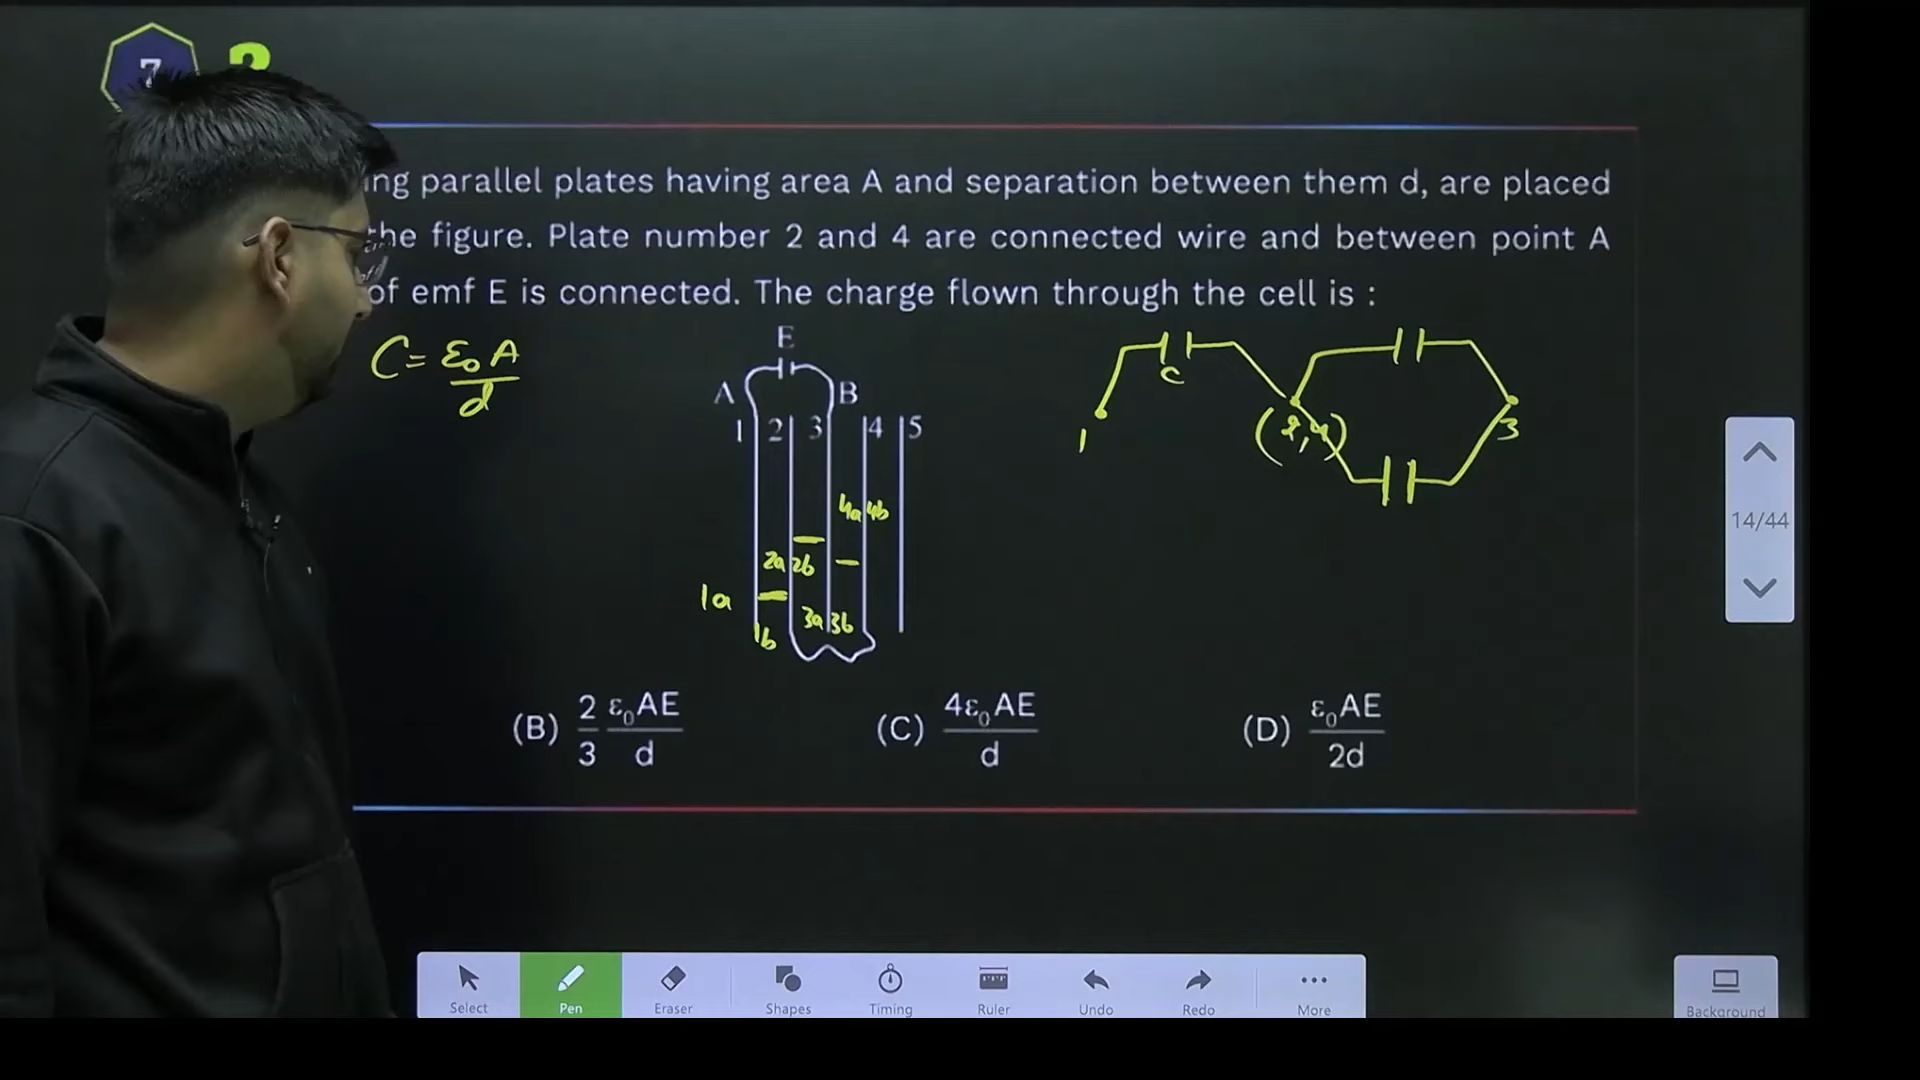 7
?
ing parallel plates having area A and separation between them d, are placed
the figure. Plate number 2 and 4 are connected wire and between point A
of emf E is connected. The charge flown through the cell is :
C = ε₀A/d
E
A B
1 2 3 4 5
4a 4b
2a 2b
1a
3a 3b
1b
C
1 (2,4) 3
(B) 2/3 ε₀AE/d (C) 4ε₀AE/d (D) ε₀AE/2d
14/44
Select Pen Eraser Shapes Timing Ruler Undo Redo More Background